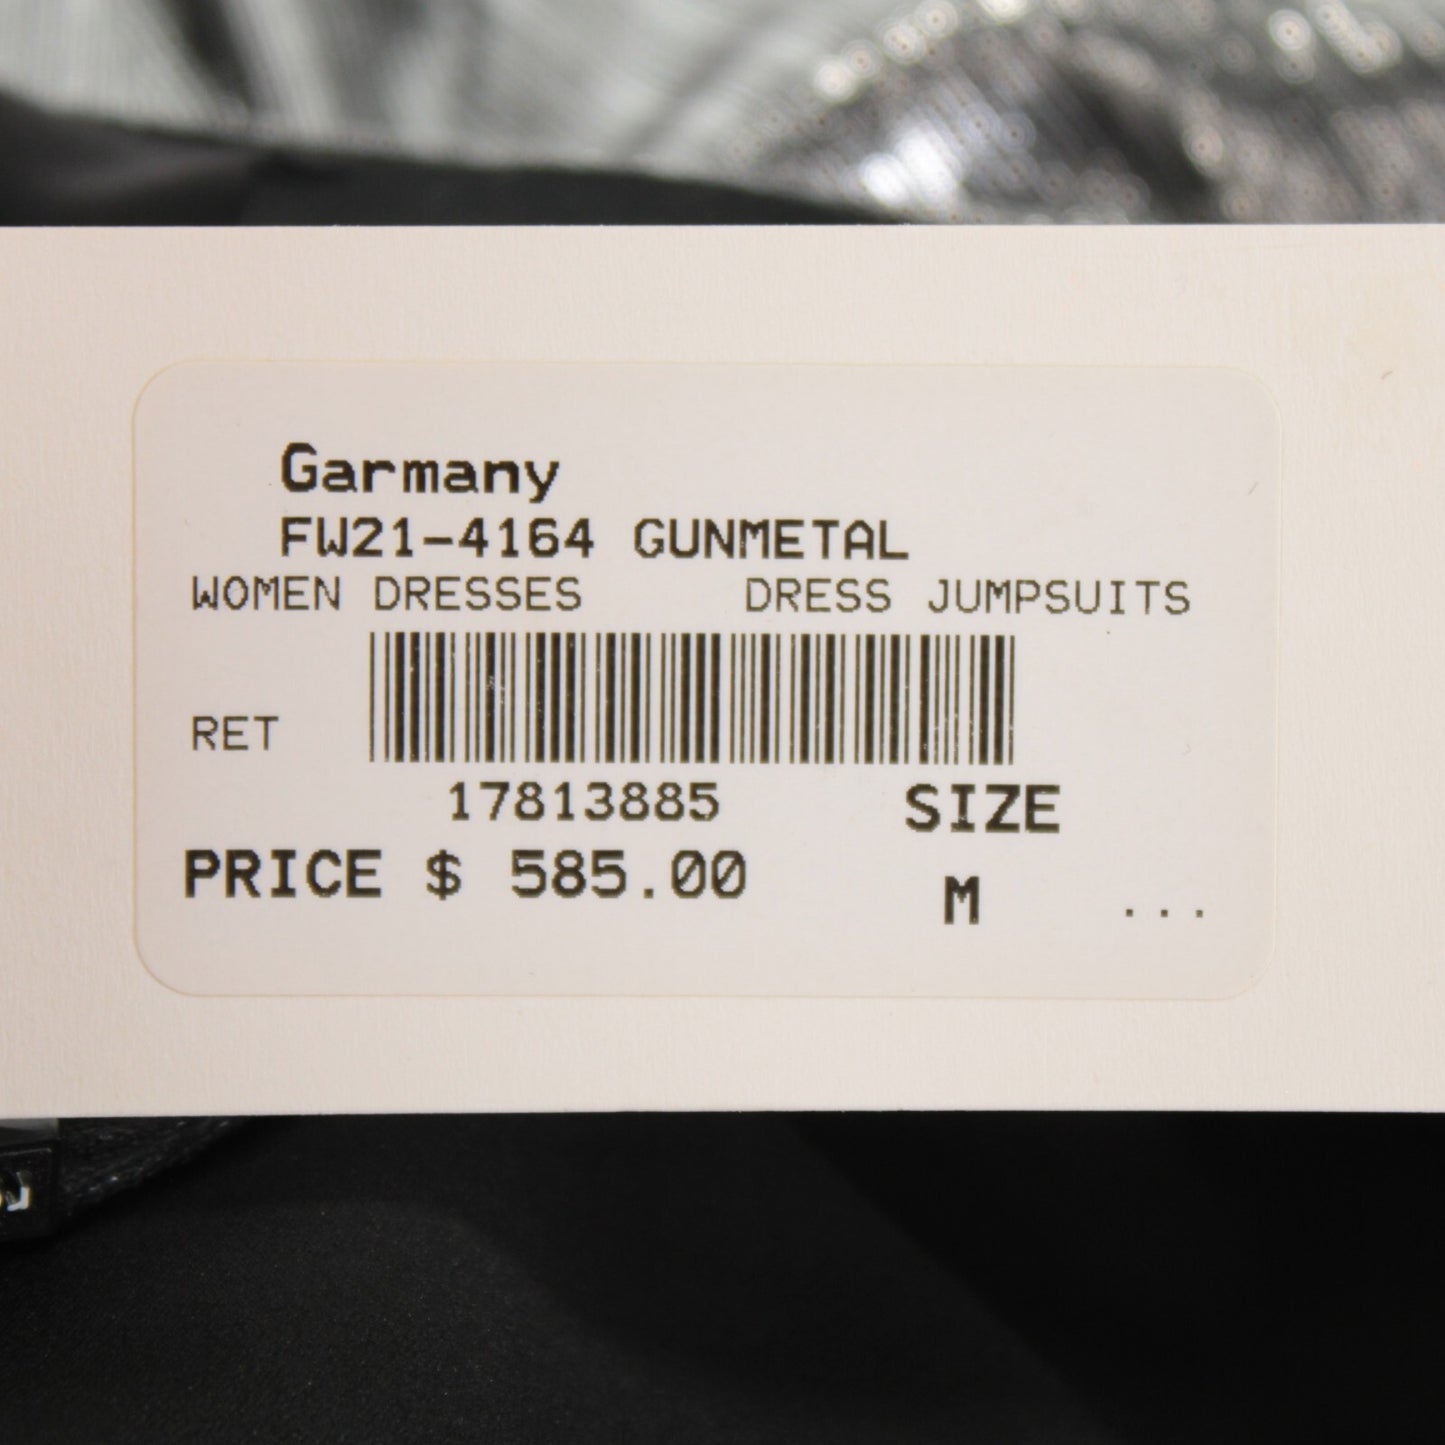 Garmany
FW21-4164 GUNMETAL
WOMEN DRESSES DRESS JUMPSUITS
RET
17813885 SIZE
PRICE $ 585.00 M ...